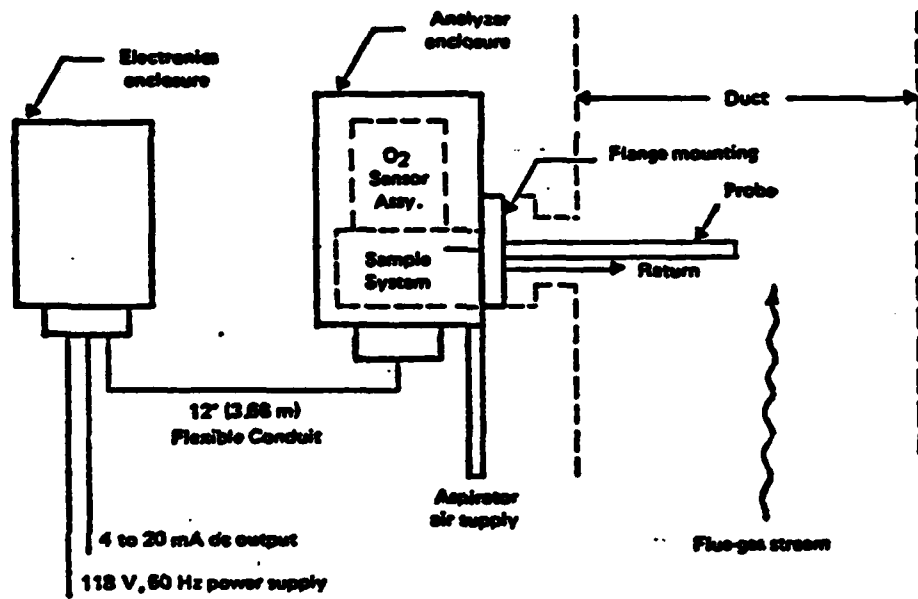 Electronics
enclosure
Analyzer
enclosure
Duct
O2
Sensor
Assy.
Flange mounting
Probe
Sample
System
Return
12' (3.66 m)
Flexible Conduit
Aspirator
air supply
4 to 20 mA dc output
Flue-gas stream
118 V, 60 Hz power supply